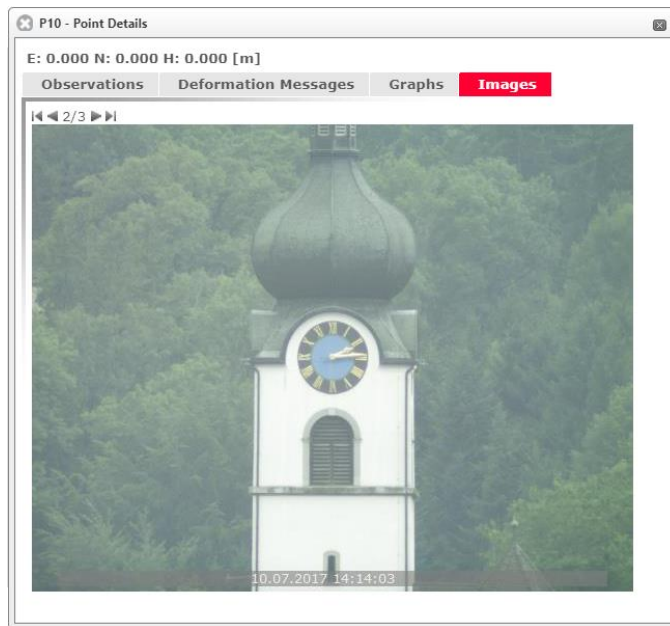 P10 - Point Details
E: 0.000 N: 0.000 H: 0.000 [m]
Observations Deformation Messages Graphs Images
2/3
10.07.2017 14:14:03